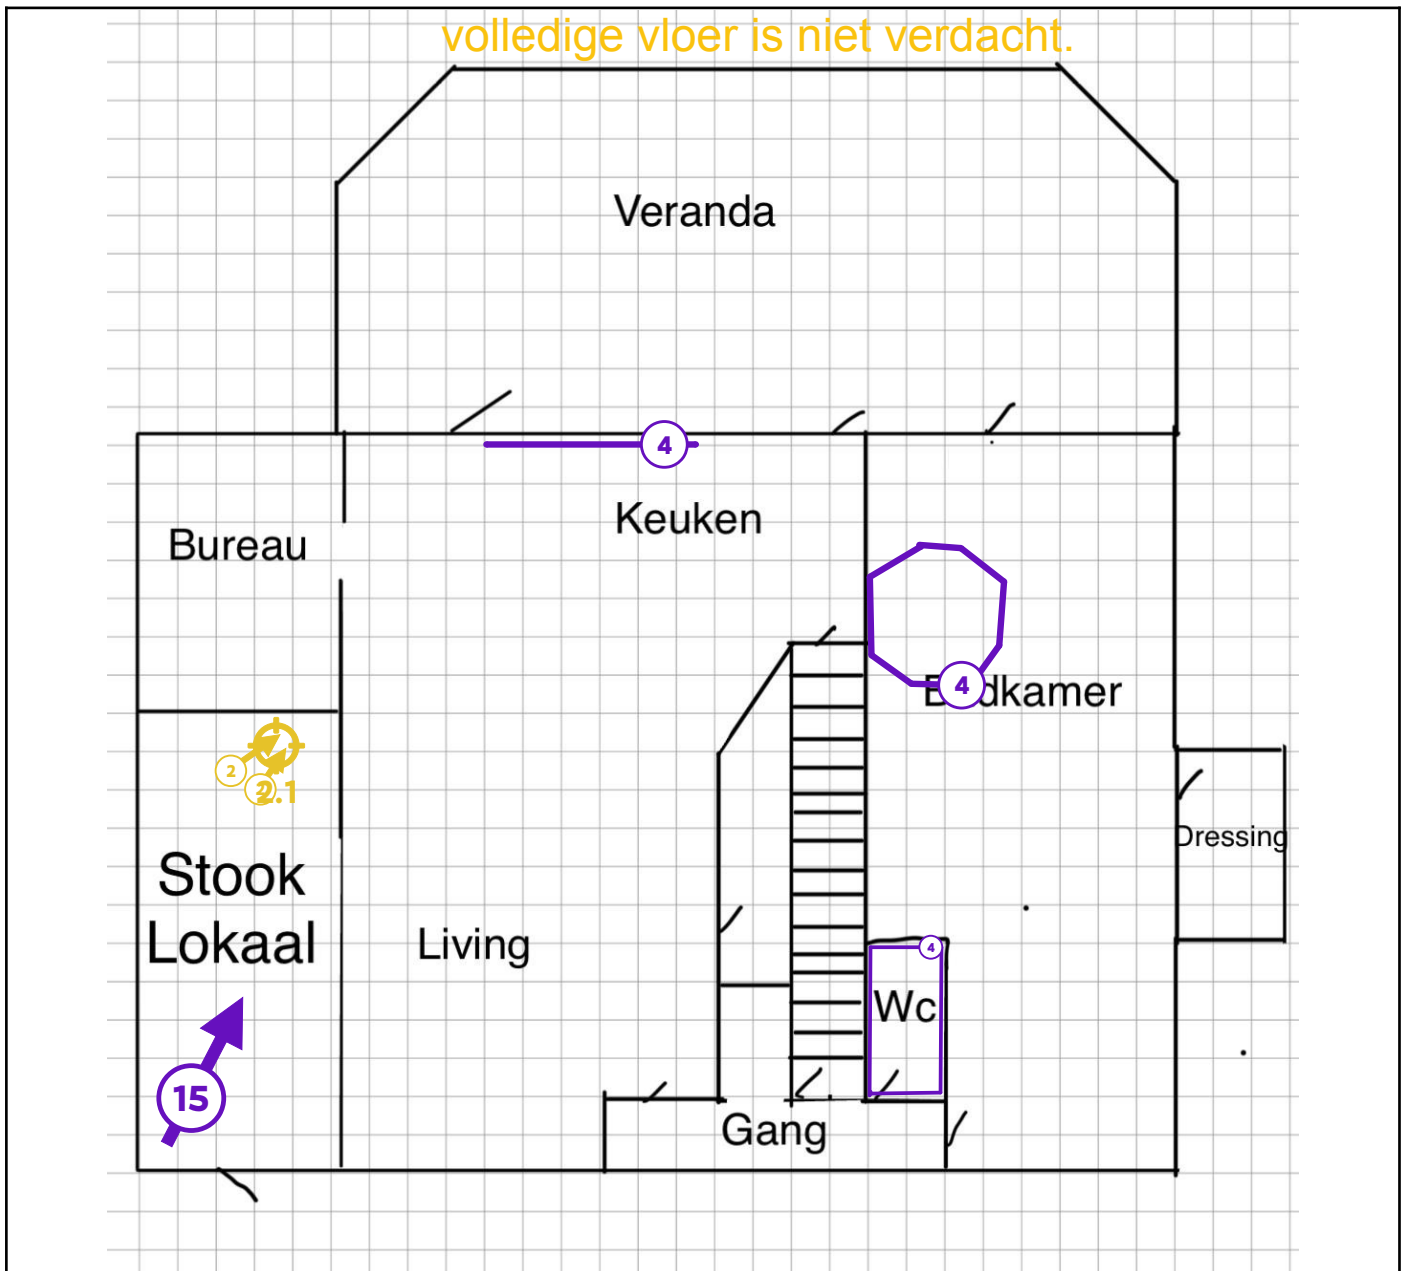 volledige vloer is niet verdacht.
Veranda
4
Keuken
Bureau
4
2
2.1
Stook
Lokaal
Dressing
Living
4
Wc
15
Gang